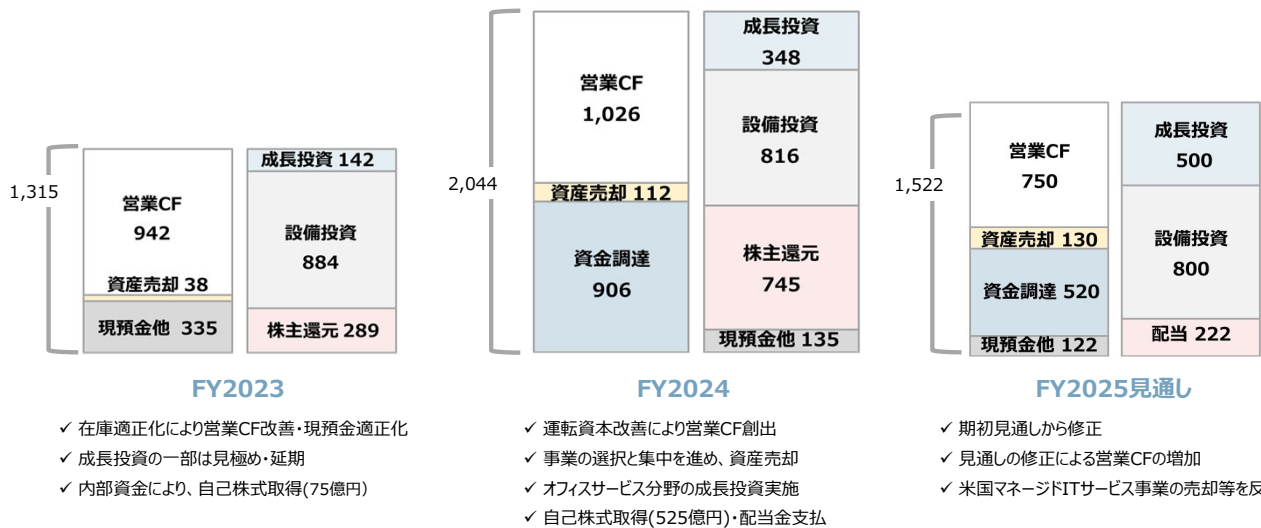 1,315
営業CF
942
資産売却 38
現預金他 335
成長投資 142
設備投資
884
株主還元 289
FY2023
✓ 在庫適正化により営業CF改善・現預金適正化
✓ 成長投資の一部は見極め・延期
✓ 内部資金により、自己株式取得(75億円)
2,044
営業CF
1,026
資産売却 112
資金調達
906
成長投資
348
設備投資
816
株主還元
745
現預金他 135
FY2024
✓ 運転資本改善により営業CF創出
✓ 事業の選択と集中を進め、資産売却
✓ オフィスサービス分野の成長投資実施
✓ 自己株式取得(525億円)・配当金支払
1,522
営業CF
750
資産売却 130
資金調達 520
現預金他 122
成長投資
500
設備投資
800
配当 222
FY2025見通し
✓ 期初見通しから修正
✓ 見通しの修正による営業CFの増加
✓ 米国マネージドITサービス事業の売却等を反